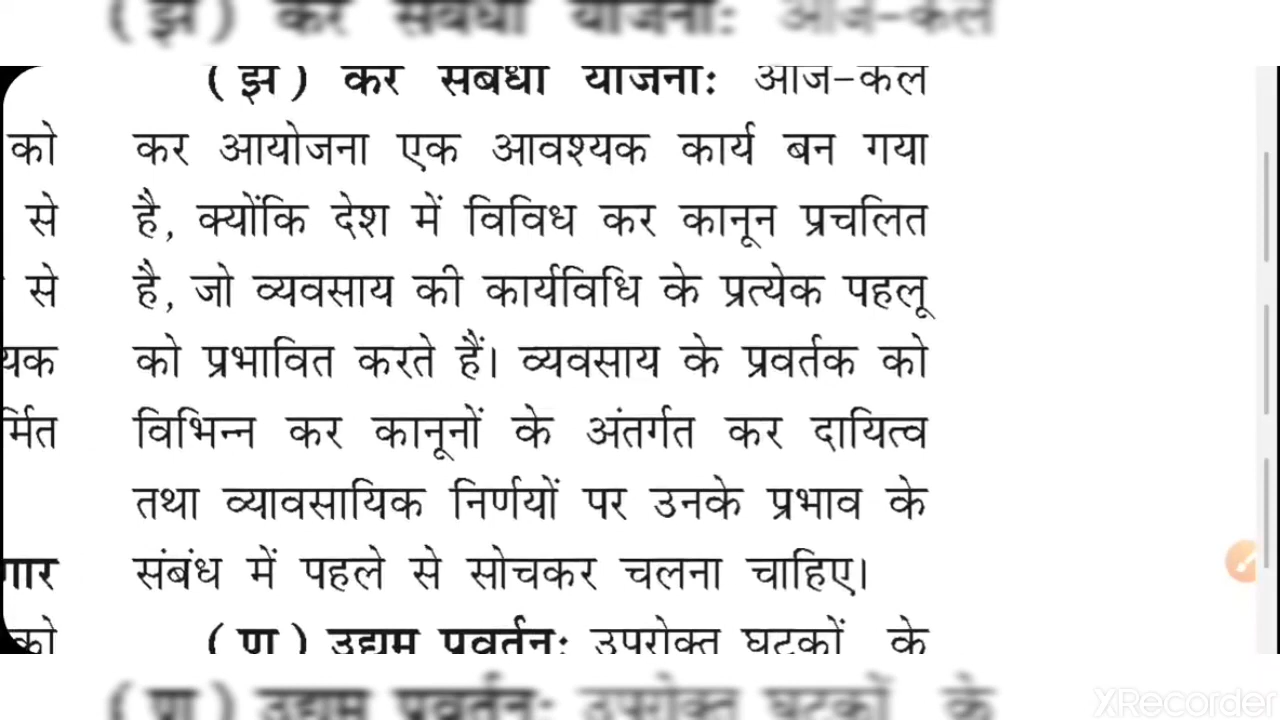 (झ) कर संबंधी योजनाः आज-कल
को कर आयोजना एक आवश्यक कार्य बन गया
से है, क्योंकि देश में विविध कर कानून प्रचलित
से है, जो व्यवसाय की कार्यविधि के प्रत्येक पहलू
यक को प्रभावित करते हैं। व्यवसाय के प्रवर्तक को
र्मित विभिन्न कर कानूनों के अंतर्गत कर दायित्व
तथा व्यावसायिक निर्णयों पर उनके प्रभाव के
गार संबंध में पहले से सोचकर चलना चाहिए।
को (ण) उद्यम प्रवर्तनः उपरोक्त घटकों के
XRecorder